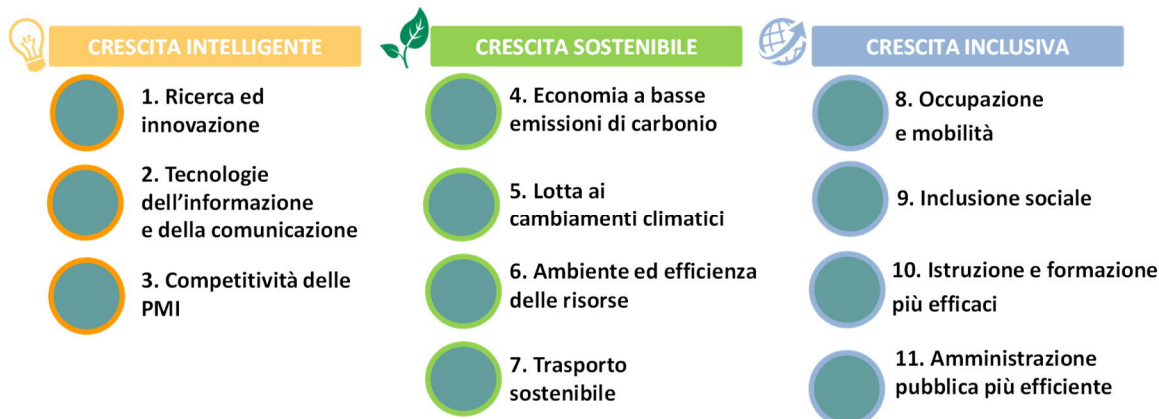 CRESCITA INTELLIGENTE
1. Ricerca ed
innovazione
2. Tecnologie
dell'informazione
e della comunicazione
3. Competitività delle
PMI
CRESCITA SOSTENIBILE
4. Economia a basse
emissioni di carbonio
5. Lotta ai
cambiamenti climatici
6. Ambiente ed efficienza
delle risorse
7. Trasporto
sostenibile
CRESCITA INCLUSIVA
8. Occupazione
e mobilità
9. Inclusione sociale
10. Istruzione e formazione
più efficaci
11. Amministrazione
pubblica più efficiente